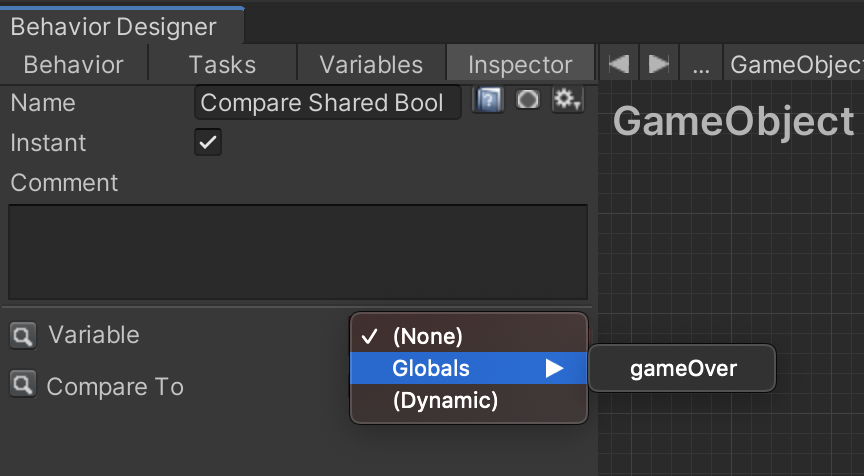 Behavior Designer
Behavior Tasks Variables Inspector ... GameObject
Name Compare Shared Bool
GameObject
Instant
Comment
Variable
(None)
Globals
gameOver
Compare To
(Dynamic)